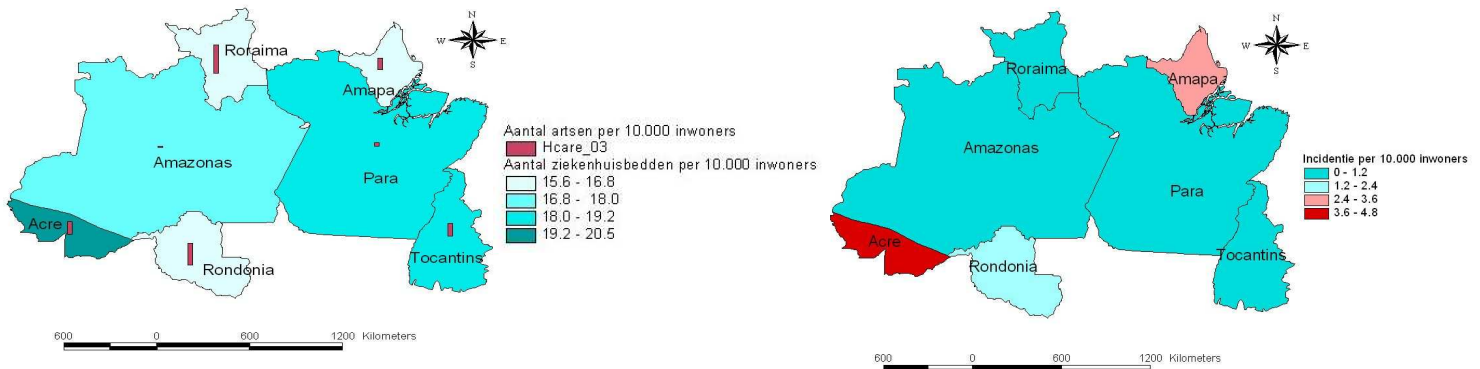 N
W E
S
Roraima
Amapa
Amazonas
Para
Acre
Rondonia
Tocantins
Aantal artsen per 10.000 inwoners
Hcare_03
Aantal ziekenhuisbedden per 10.000 inwoners
15.6 - 16.8
16.8 - 18.0
18.0 - 19.2
19.2 - 20.5
600 0 600 1200 Kilometers
N
W E
S
Roraima
Amapa
Amazonas
Para
Acre
Rondonia
Tocantins
Incidentie per 10.000 inwoners
0 - 1.2
1.2 - 2.4
2.4 - 3.6
3.6 - 4.8
600 0 600 1200 Kilometers